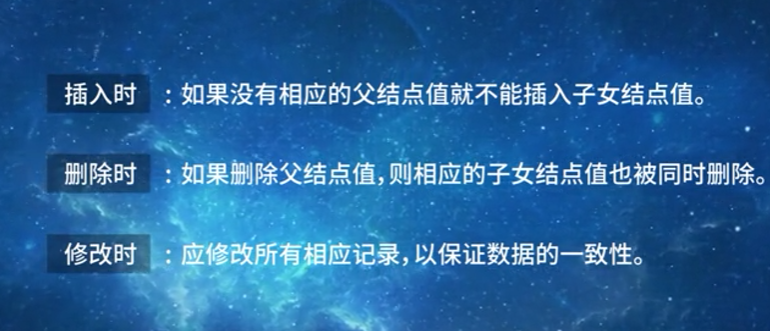 插入时 ：如果没有相应的父结点值就不能插入子女结点值。
删除时 ：如果删除父结点值，则相应的子女结点值也被同时删除。
修改时 ：应修改所有相应记录，以保证数据的一致性。